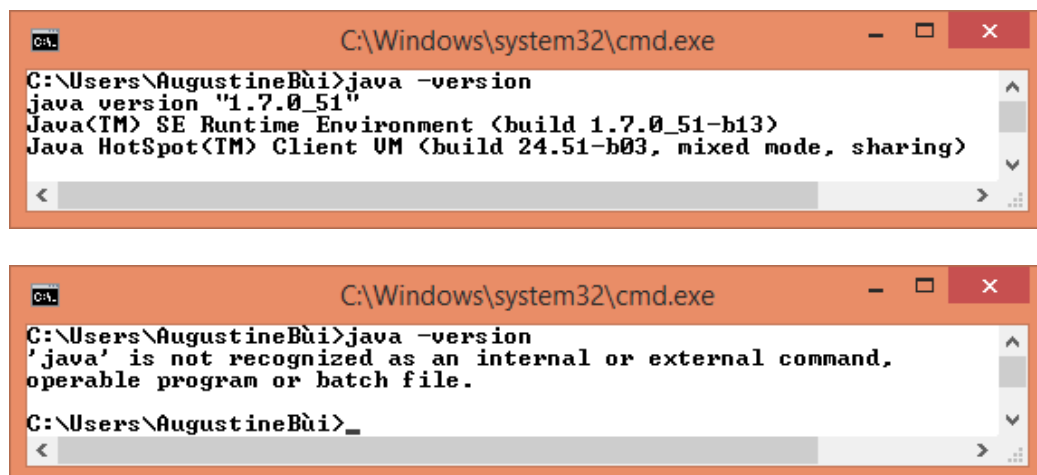 C:\Windows\system32\cmd.exe
C:\Users\AugustineBùi>java -version
java version "1.7.0_51"
Java(TM) SE Runtime Environment (build 1.7.0_51-b13)
Java HotSpot(TM) Client VM (build 24.51-b03, mixed mode, sharing)
C:\Windows\system32\cmd.exe
C:\Users\AugustineBùi>java -version
'java' is not recognized as an internal or external command,
operable program or batch file.
C:\Users\AugustineBùi>_